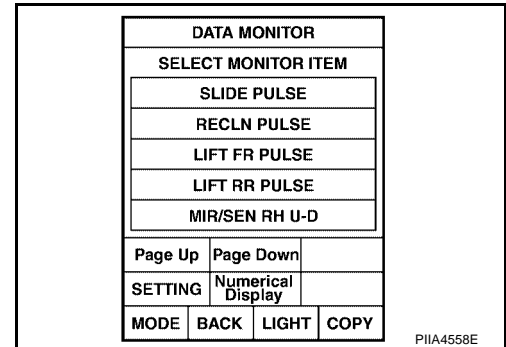 DATA MONITOR
SELECT MONITOR ITEM
SLIDE PULSE
RECLN PULSE
LIFT FR PULSE
LIFT RR PULSE
MIR/SEN RH U-D
Page Up Page Down
SETTING Numerical Display
MODE BACK LIGHT COPY
PIIA4558E